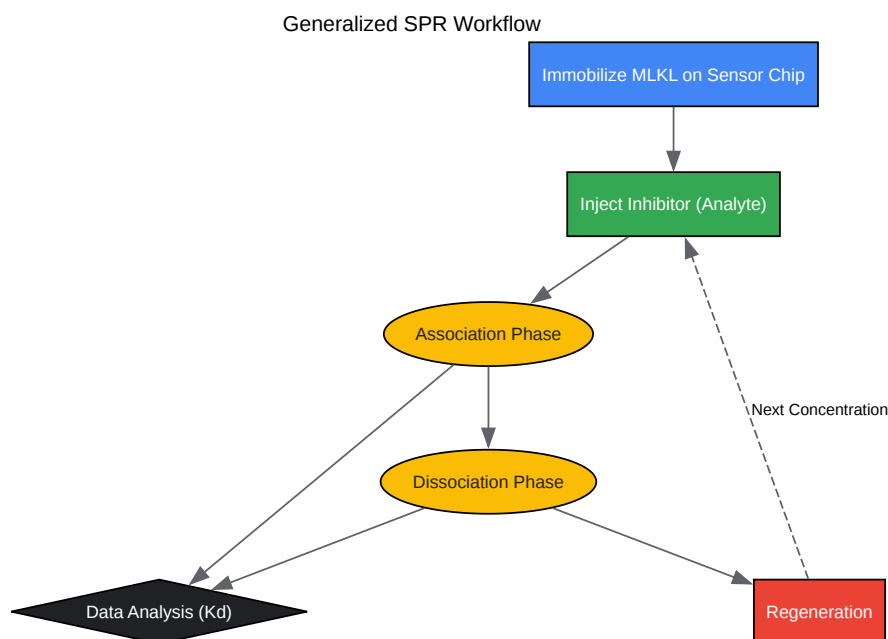 Generalized SPR Workflow
Immobilize MLKL on Sensor Chip
Inject Inhibitor (Analyte)
Association Phase
Next Concentration
Dissociation Phase
Data Analysis (Kd)
Regeneration